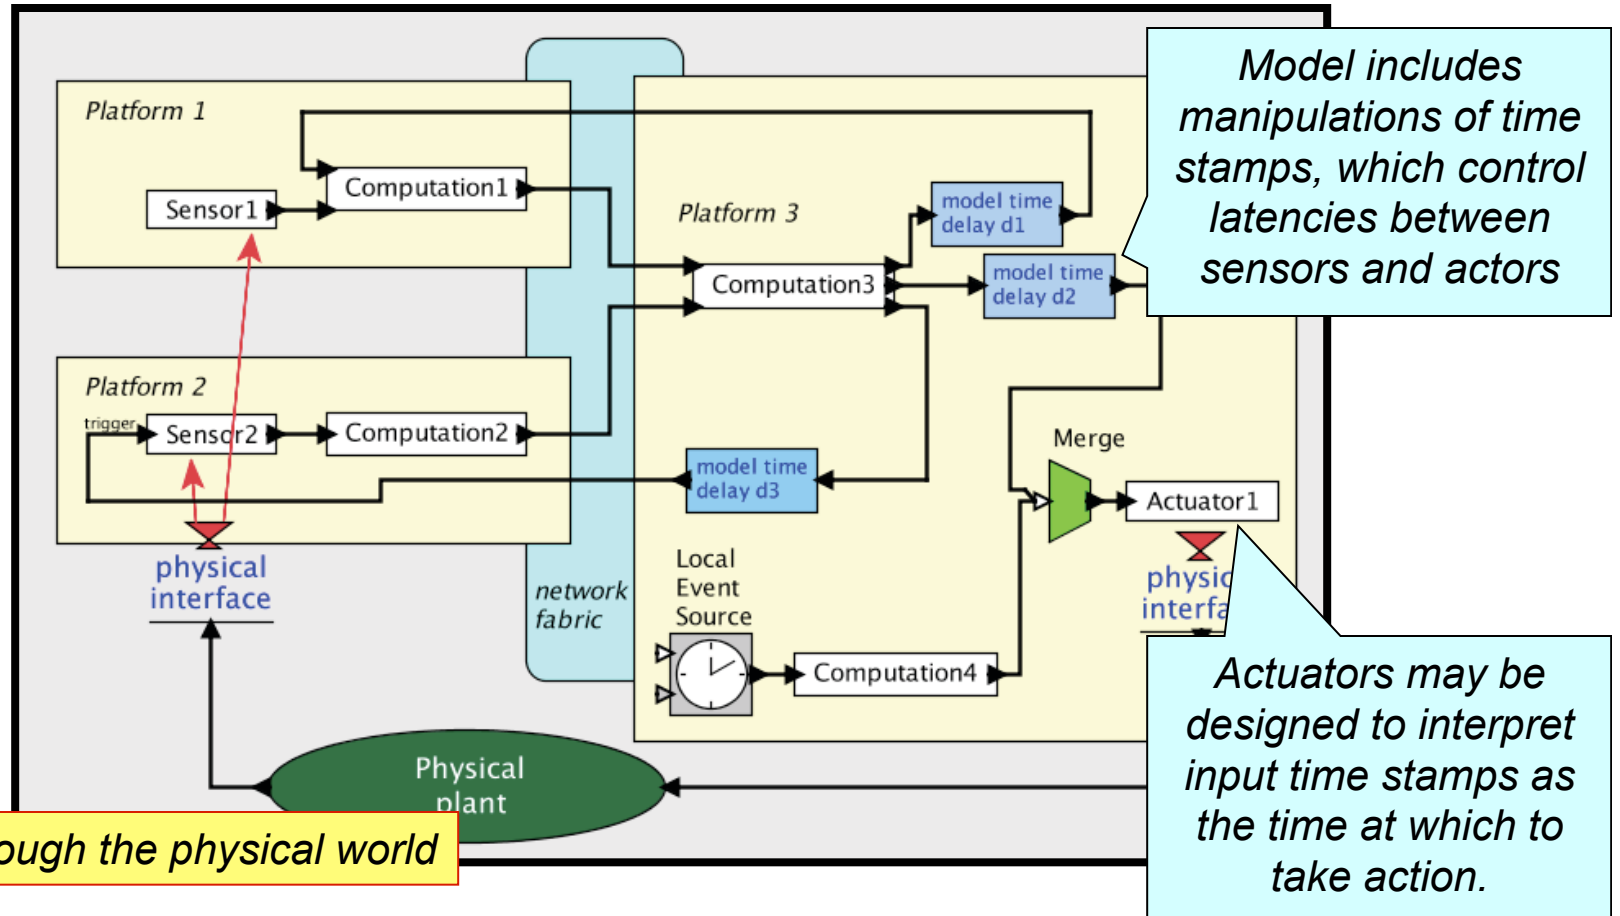 Platform 1
Computation1
Sensor1
Platform 2
trigger
Sensor2
Computation2
physical
interface
network
fabric
Platform 3
model time
delay d1
Computation3
model time
delay d2
model time
delay d3
Merge
Actuator1
Local
Event
Source
Computation4
Physical
plant
the physical world
Model includes
manipulations of time
stamps, which control
latencies between
sensors and actors
Actuators may be
designed to interpret
input time stamps as
the time at which to
take action.